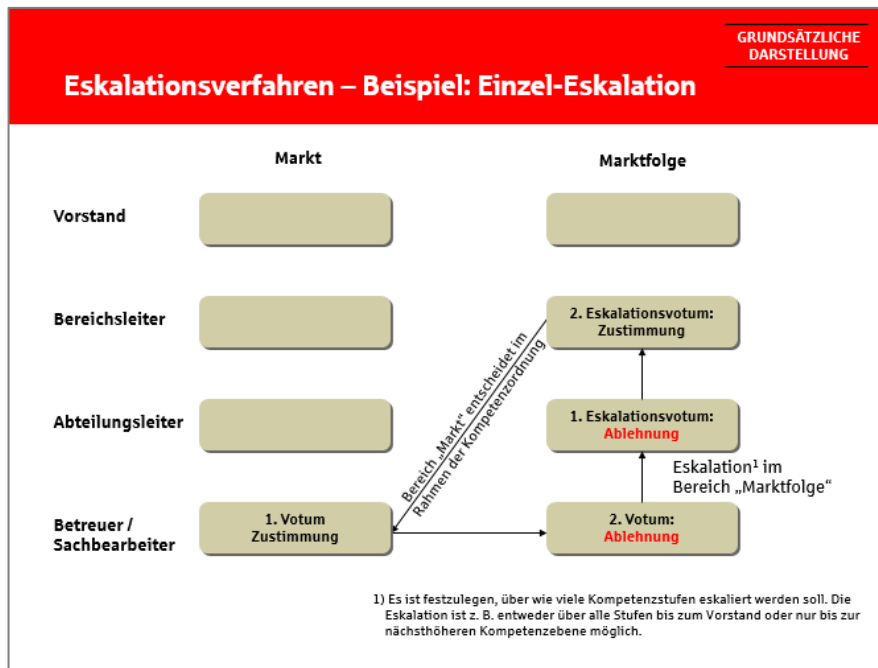 GRUNDSÄTZLICHE
DARSTELLUNG
Eskalationsverfahren – Beispiel: Einzel-Eskalation
Markt
Marktfolge
Vorstand
Bereichsleiter
2. Eskalationsvotum:
Zustimmung
Bereich „Markt“ entscheidet im
Rahmen der Kompetenzordnung
Abteilungsleiter
1. Eskalationsvotum:
Ablehnung
Eskalation¹ im
Bereich „Marktfolge“
Betreuer /
Sachbearbeiter
1. Votum
Zustimmung
2. Votum:
Ablehnung
1) Es ist festzulegen, über wie viele Kompetenzstufen eskaliert werden soll. Die
Eskalation ist z. B. entweder über alle Stufen bis zum Vorstand oder nur bis zur
nächsthöheren Kompetenzebene möglich.